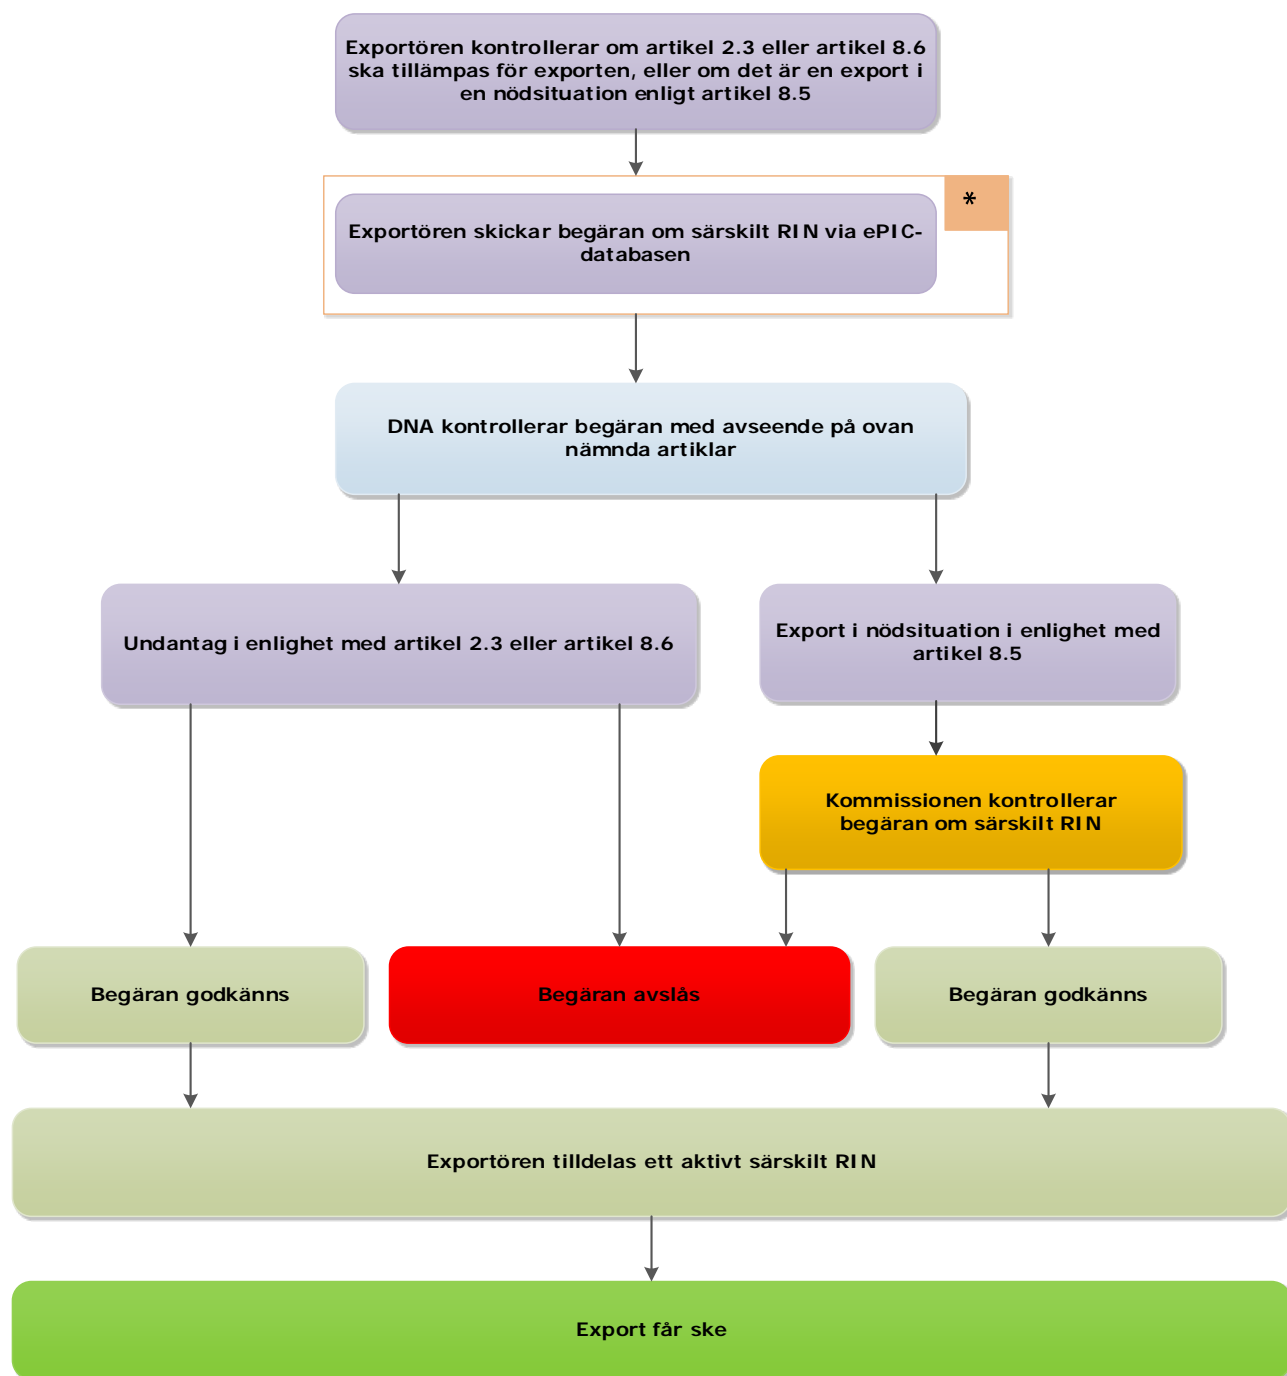 Exportören kontrollerar om artikel 2.3 eller artikel 8.6
ska tillämpas för exporten, eller om det är en export i
en nödsituation enligt artikel 8.5
*
Exportören skickar begäran om särskilt RIN via ePIC-
databasen
DNA kontrollerar begäran med avseende på ovan
nämnda artiklar
Undantag i enlighet med artikel 2.3 eller artikel 8.6
Export i nödsituation i enlighet med
artikel 8.5
Kommissionen kontrollerar
begäran om särskilt RIN
Begäran godkänns
Begäran avslås
Begäran godkänns
Exportören tilldelas ett aktivt särskilt RIN
Export får ske